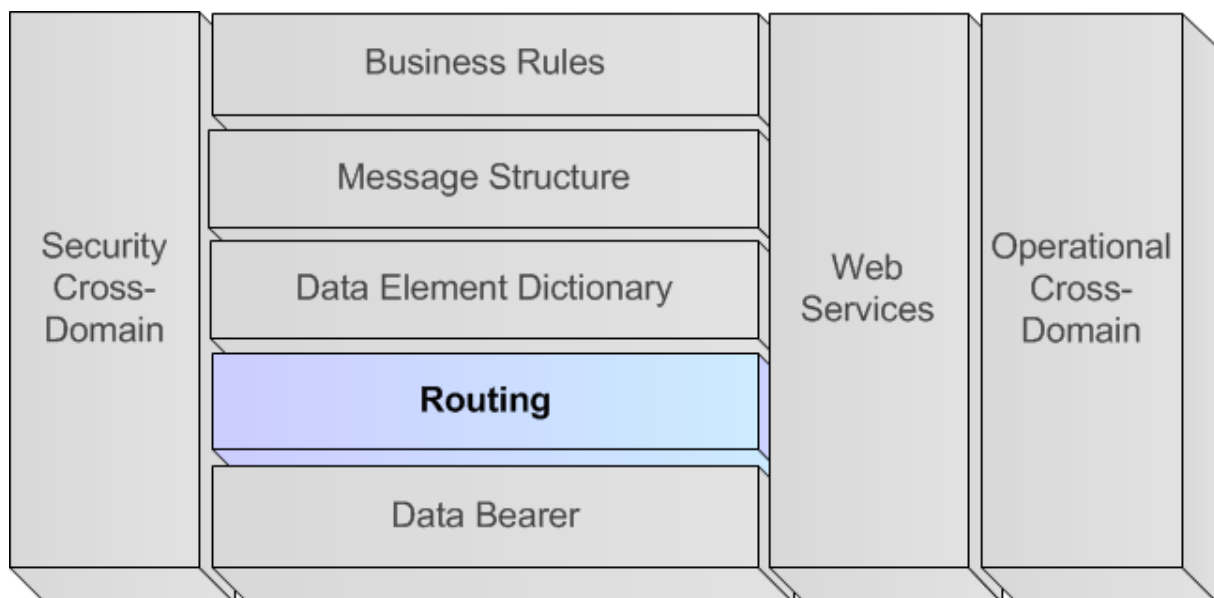 Security
Cross-
Domain
Business Rules
Message Structure
Data Element Dictionary
Routing
Data Bearer
Web
Services
Operational
Cross-
Domain